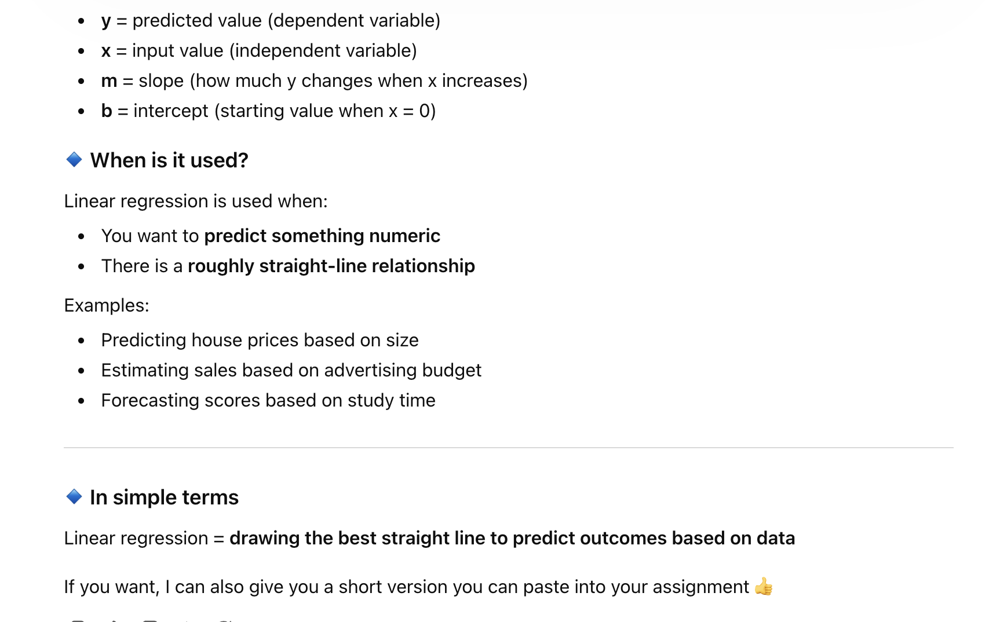 y = predicted value (dependent variable)
x = input value (independent variable)
m = slope (how much y changes when x increases)
b = intercept (starting value when x = 0)
When is it used?
Linear regression is used when:
You want to predict something numeric
There is a roughly straight-line relationship
Examples:
Predicting house prices based on size
Estimating sales based on advertising budget
Forecasting scores based on study time
In simple terms
Linear regression = drawing the best straight line to predict outcomes based on data
If you want, I can also give you a short version you can paste into your assignment 👍